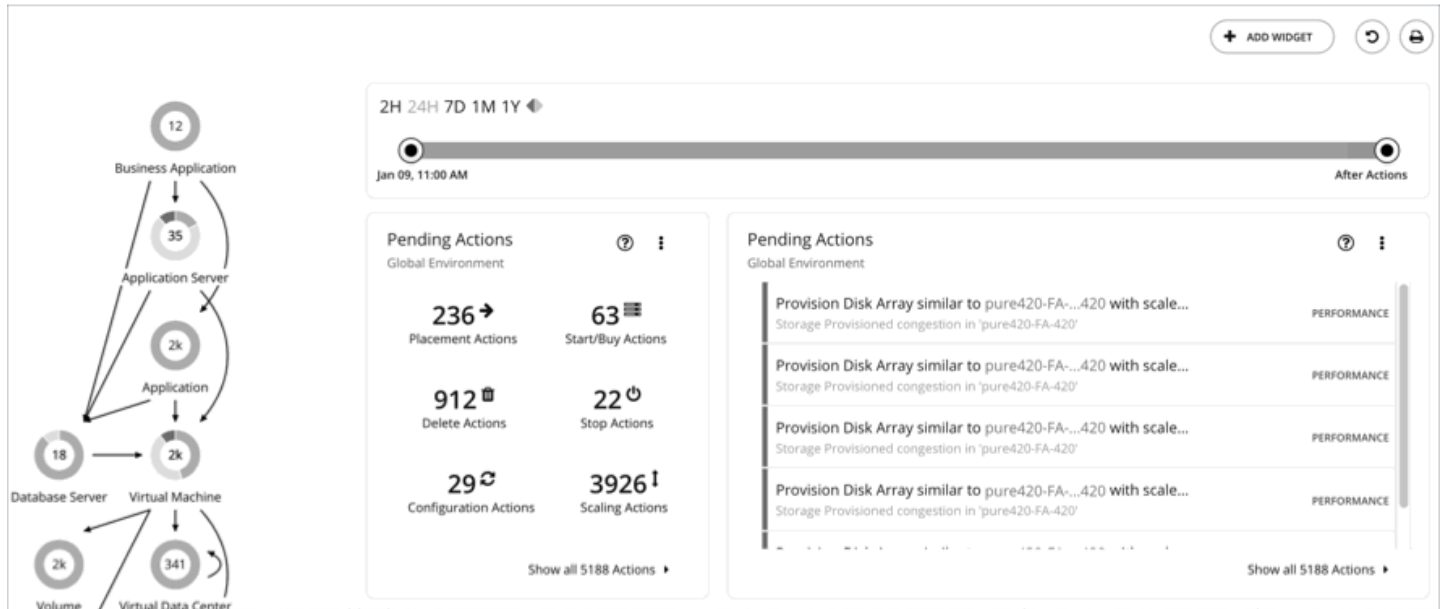 ADD WIDGET
12
Business Application
35
Application Server
2k
Application
18
2k
Database Server
Virtual Machine
2k
341
Volume
Virtual Data Center
2H 24H 7D 1M 1Y
Jan 09, 11:00 AM
After Actions
Pending Actions
Global Environment
236
Placement Actions
63
Start/Buy Actions
912
Delete Actions
22
Stop Actions
29
Configuration Actions
3926
Scaling Actions
Show all 5188 Actions
Pending Actions
Global Environment
Provision Disk Array similar to pure420-FA-...420 with scale...
Storage Provisioned congestion in 'pure420-FA-420'
PERFORMANCE
Provision Disk Array similar to pure420-FA-...420 with scale...
Storage Provisioned congestion in 'pure420-FA-420'
PERFORMANCE
Provision Disk Array similar to pure420-FA-...420 with scale...
Storage Provisioned congestion in 'pure420-FA-420'
PERFORMANCE
Provision Disk Array similar to pure420-FA-...420 with scale...
Storage Provisioned congestion in 'pure420-FA-420'
PERFORMANCE
Show all 5188 Actions